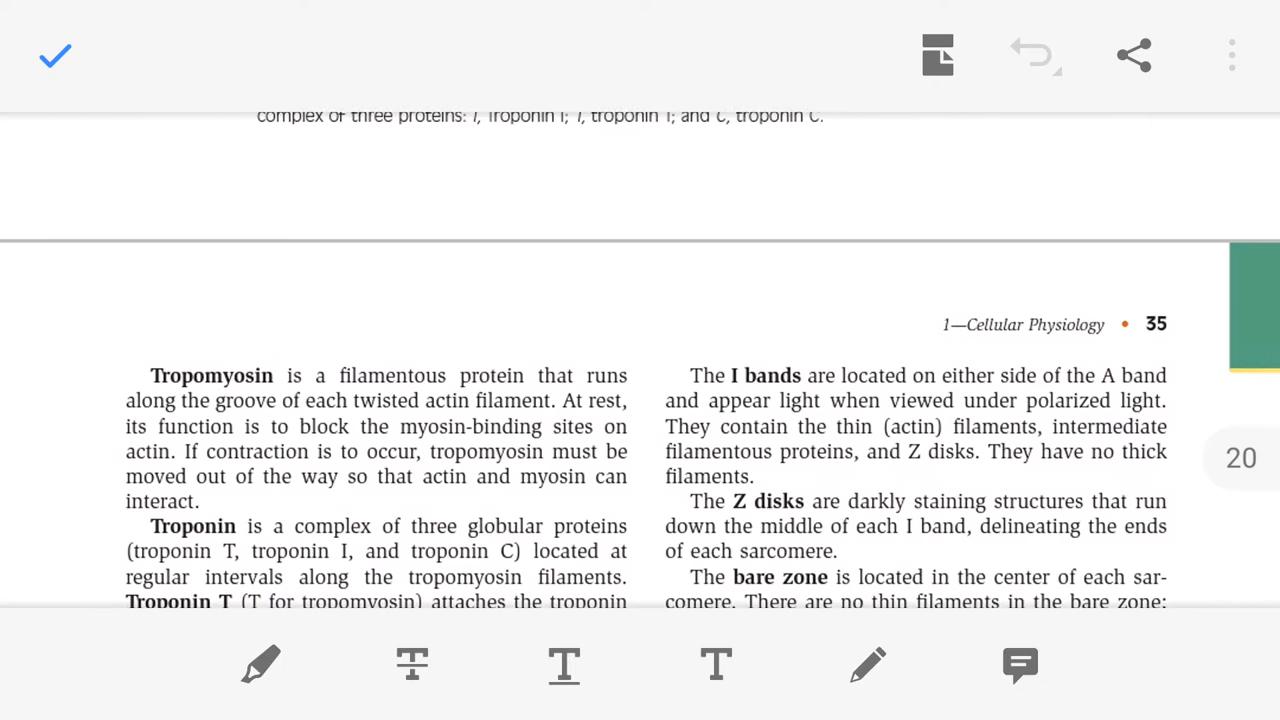 complex of three proteins: I, Troponin I; T, troponin T; and C, troponin C.
1—Cellular Physiology • 35
Tropomyosin is a filamentous protein that runs
along the groove of each twisted actin filament. At rest,
its function is to block the myosin-binding sites on
actin. If contraction is to occur, tropomyosin must be
moved out of the way so that actin and myosin can
interact.
Troponin is a complex of three globular proteins
(troponin T, troponin I, and troponin C) located at
regular intervals along the tropomyosin filaments.
Troponin T (T for tropomyosin) attaches the troponin
The I bands are located on either side of the A band
and appear light when viewed under polarized light.
They contain the thin (actin) filaments, intermediate
filamentous proteins, and Z disks. They have no thick
filaments.
The Z disks are darkly staining structures that run
down the middle of each I band, delineating the ends
of each sarcomere.
The bare zone is located in the center of each sar-
comere. There are no thin filaments in the bare zone;
20